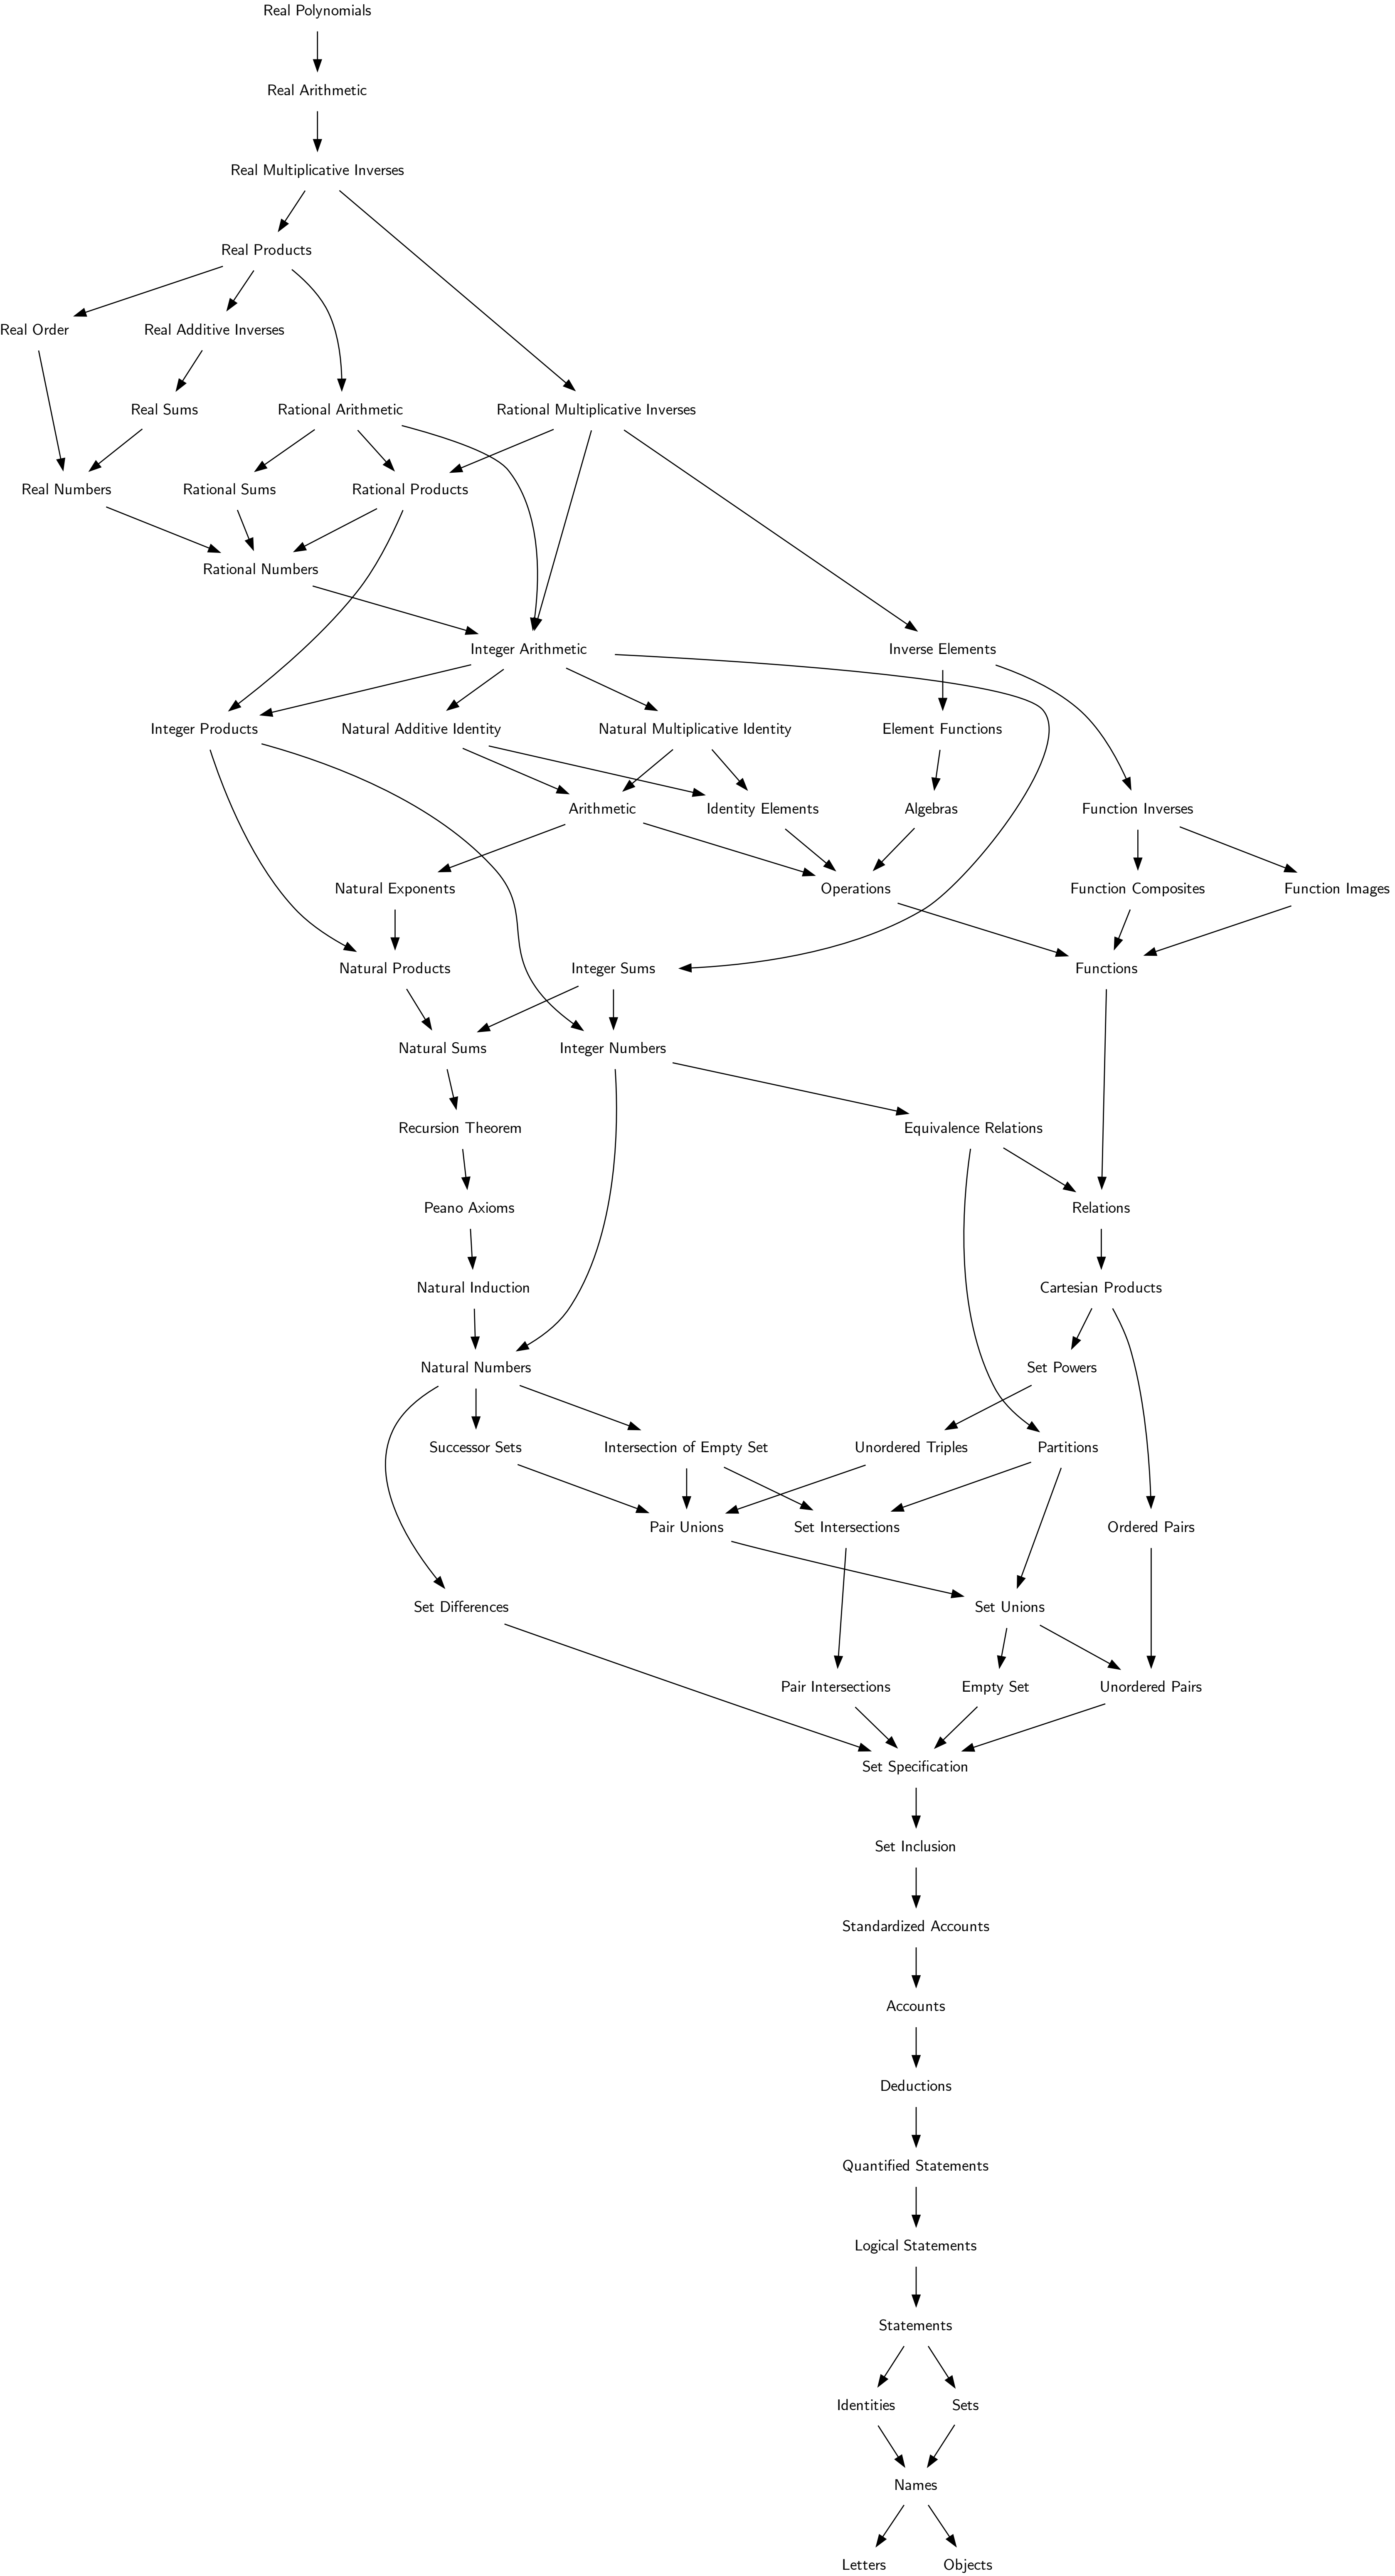 Real Polynomials
Real Arithmetic
Real Multiplicative Inverses
Real Products
Real Order
Real Additive Inverses
Real Sums
Rational Arithmetic
Rational Multiplicative Inverses
Real Numbers
Rational Sums
Rational Products
Rational Numbers
Integer Arithmetic
Inverse Elements
Integer Products
Natural Additive Identity
Natural Multiplicative Identity
Element Functions
Arithmetic
Identity Elements
Algebras
Function Inverses
Natural Exponents
Operations
Function Composites
Function Images
Natural Products
Integer Sums
Functions
Natural Sums
Integer Numbers
Recursion Theorem
Equivalence Relations
Peano Axioms
Relations
Natural Induction
Cartesian Products
Natural Numbers
Set Powers
Successor Sets
Intersection of Empty Set
Unordered Triples
Partitions
Pair Unions
Set Intersections
Ordered Pairs
Set Differences
Set Unions
Pair Intersections
Empty Set
Unordered Pairs
Set Specification
Set Inclusion
Standardized Accounts
Accounts
Deductions
Quantified Statements
Logical Statements
Statements
Identities
Sets
Names
Letters
Objects